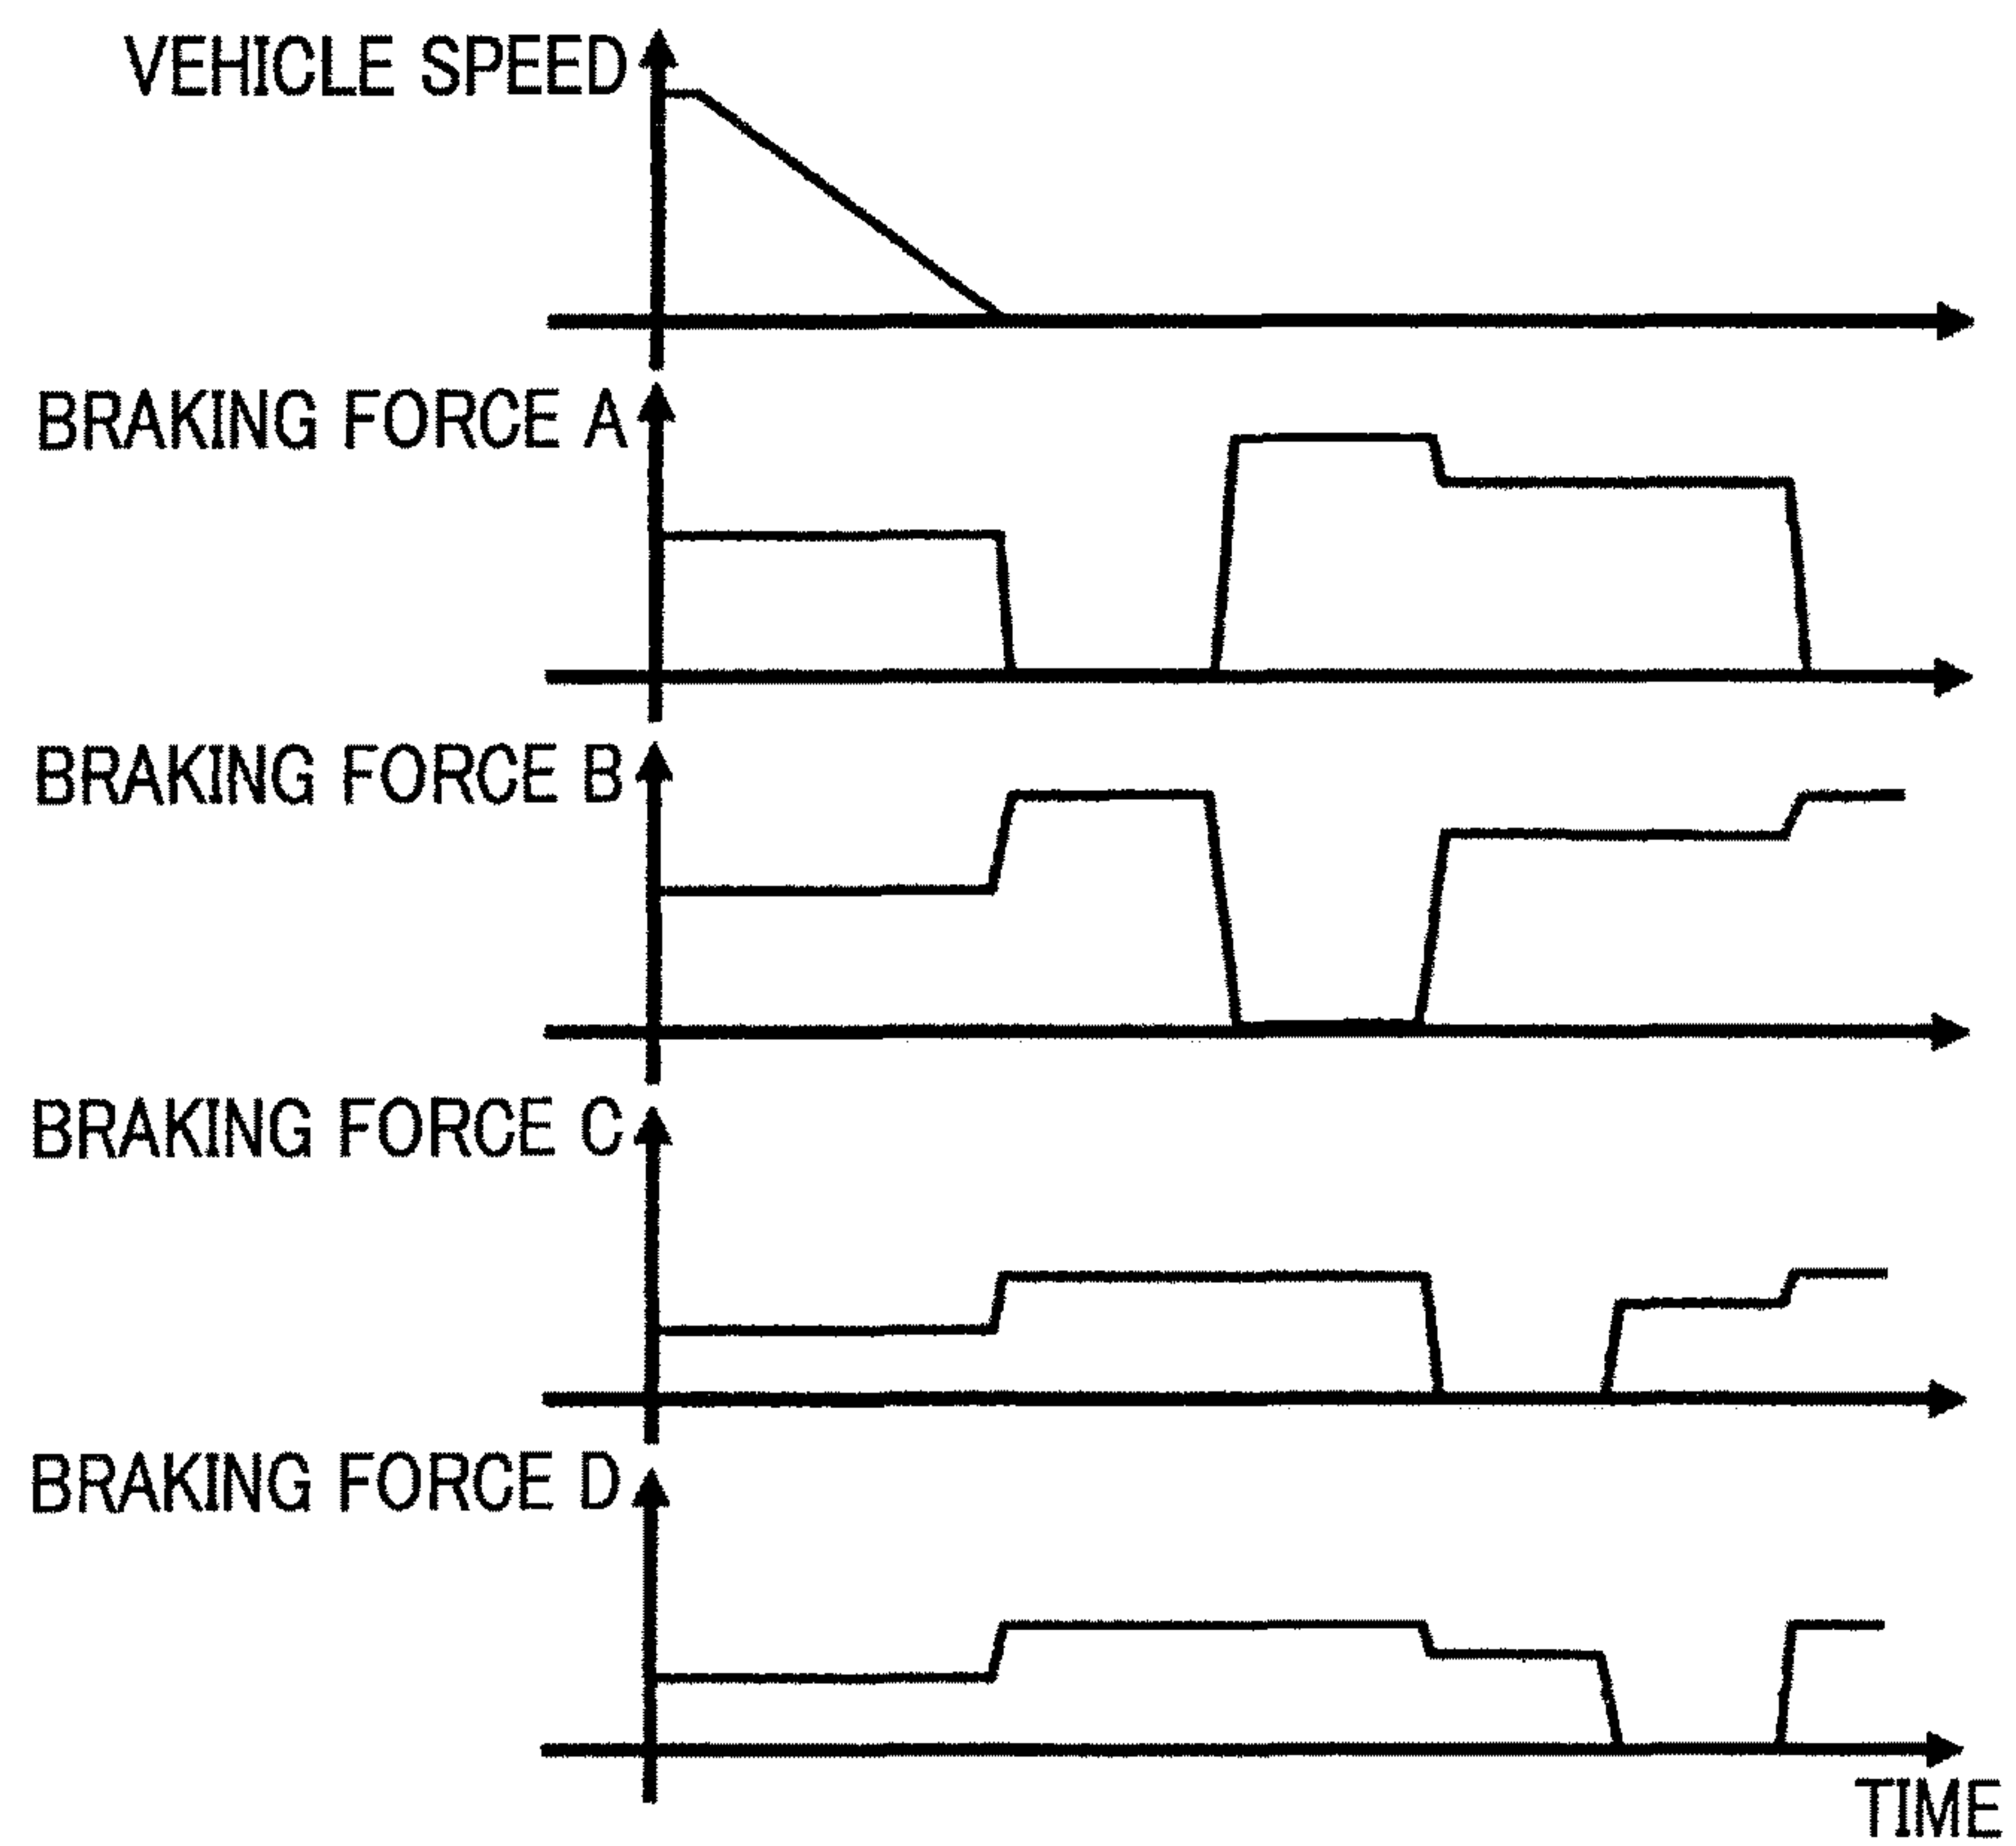 VEHICLE SPEED
BRAKING FORCE A
BRAKING FORCE B
BRAKING FORCE C
BRAKING FORCE D
TIME